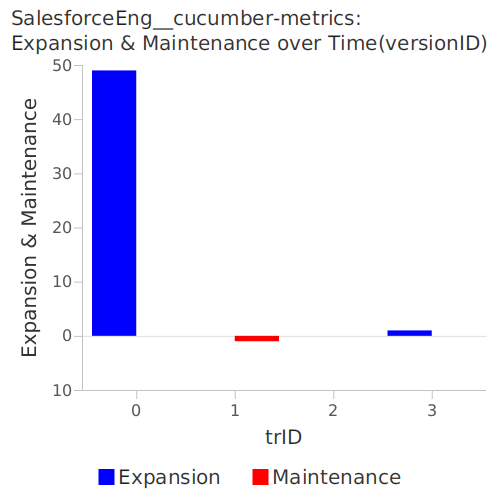 SalesforceEng__cucumber-metrics:
Expansion & Maintenance over Time(versionID)
Expansion & Maintenance
50
40
30
20
10
0
10
0 1 2 3
trID
Expansion Maintenance